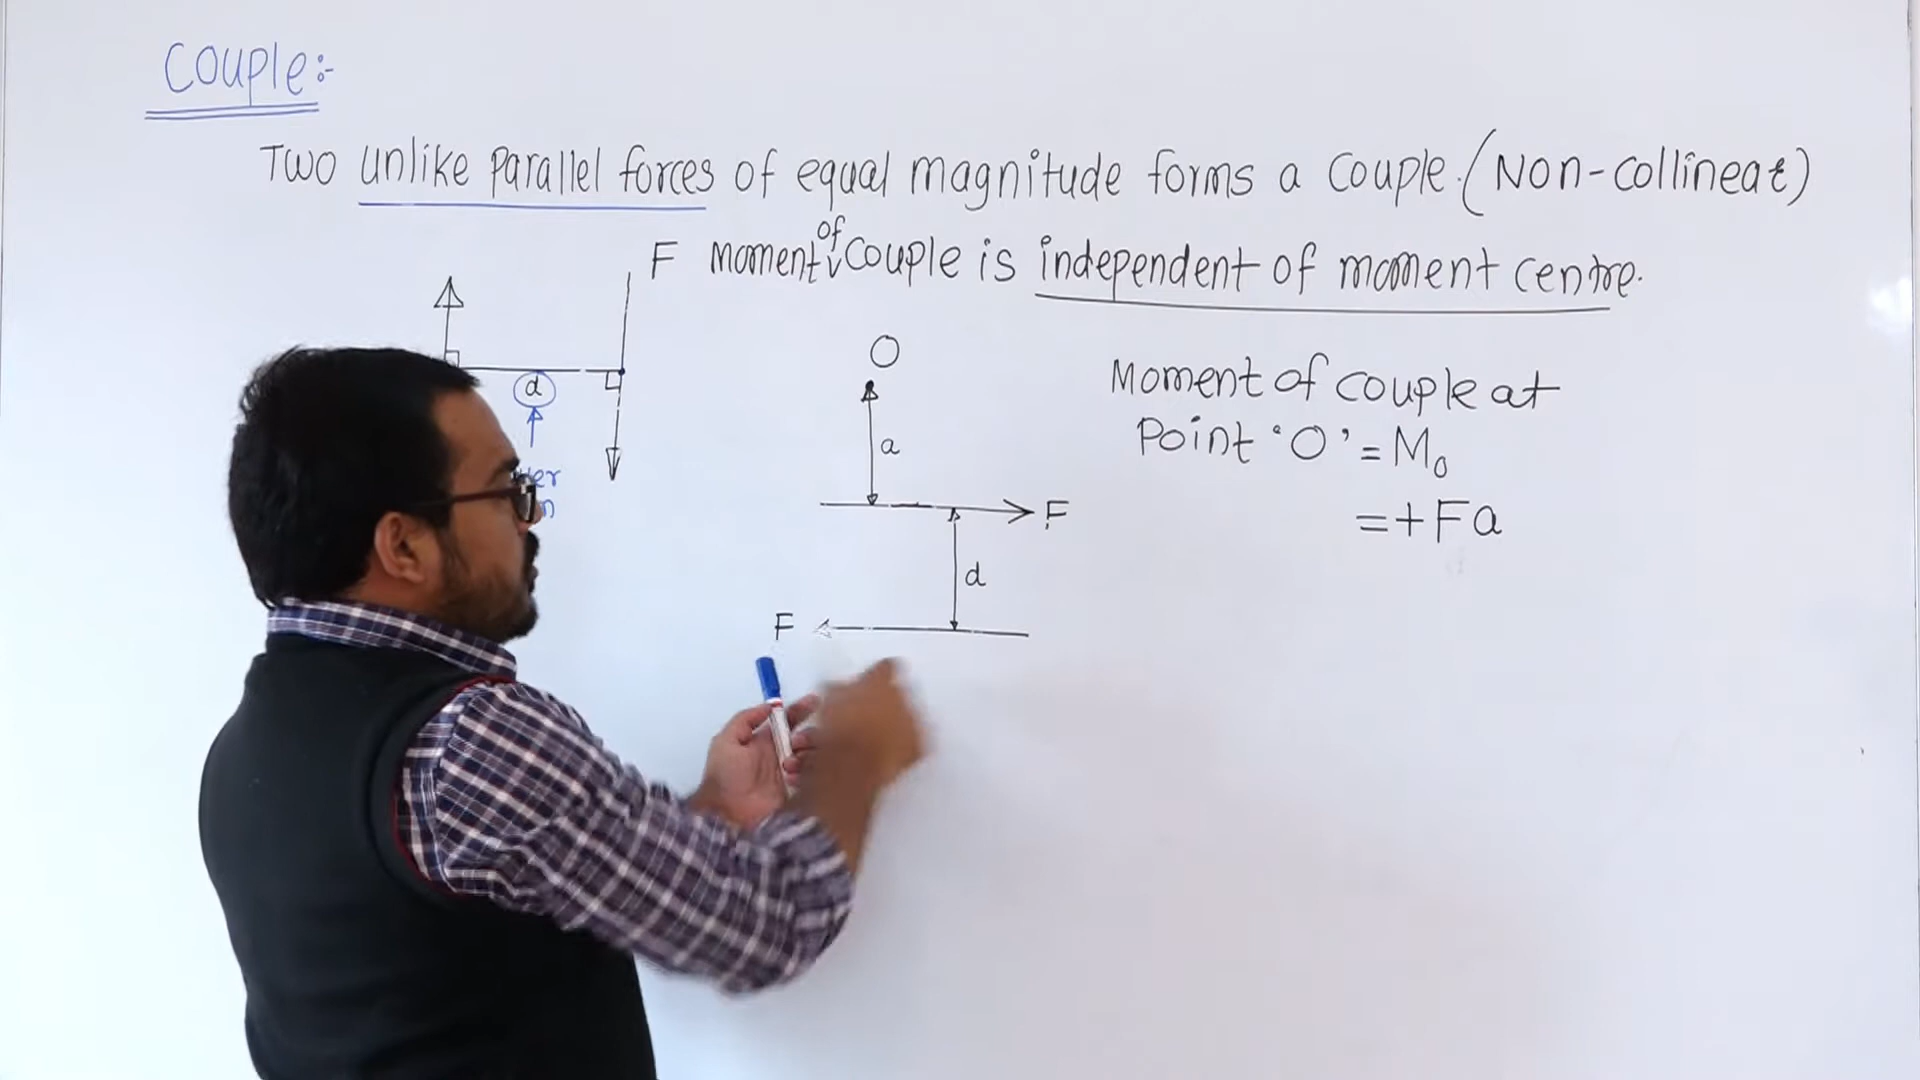 Couple:-
Two unlike parallel forces of equal magnitude forms a couple. (Non-collinear)
F
Moment of Couple is independent of moment centre.
d
O
a
F
d
F
Moment of couple at
Point 'O' = M₀
= + Fa